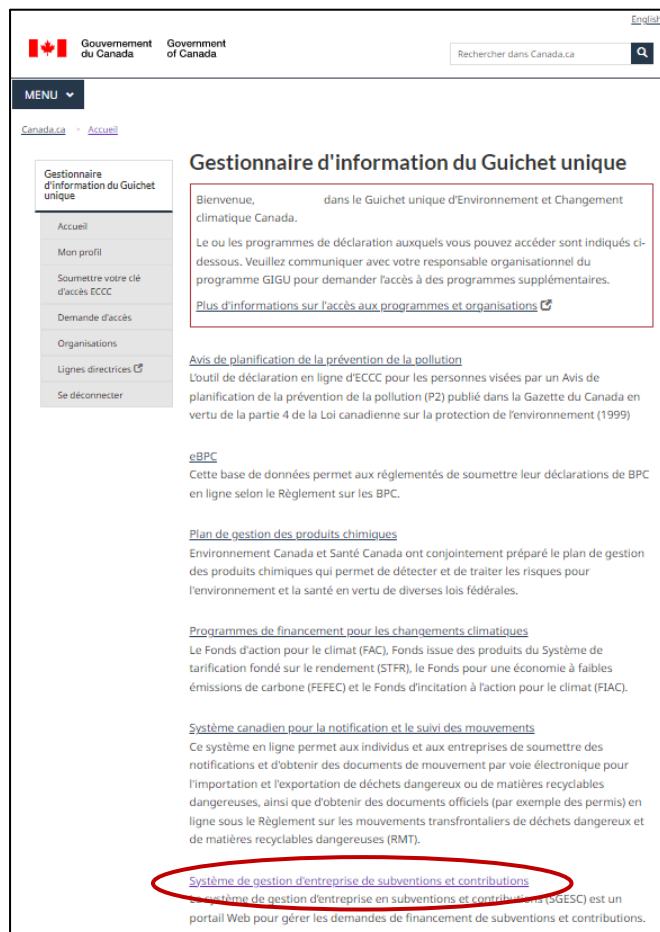 English
Gouvernement
du Canada
Government
of Canada
Rechercher dans Canada.ca
MENU
Canada.ca > Accueil
Gestionnaire
d'information du Guichet
unique
Accueil
Mon profil
Soumettre votre clé
d'accès ECCC
Demande d'accès
Organisations
Lignes directrices
Se déconnecter
Gestionnaire d'information du Guichet unique
Bienvenue, dans le Guichet unique d'Environnement et Changement
climatique Canada.
Le ou les programmes de déclaration auxquels vous pouvez accéder sont indiqués ci-
dessous. Veuillez communiquer avec votre responsable organisationnel du
programme GIGU pour demander l'accès à des programmes supplémentaires.
Plus d'informations sur l'accès aux programmes et organisations
Avis de planification de la prévention de la pollution
L'outil de déclaration en ligne d'ECCC pour les personnes visées par un Avis de
planification de la prévention de la pollution (P2) publié dans la Gazette du Canada en
vertu de la partie 4 de la Loi canadienne sur la protection de l'environnement (1999)
eBPC
Cette base de données permet aux réglementés de soumettre leur déclarations de BPC
en ligne selon le Règlement sur les BPC.
Plan de gestion des produits chimiques
Environnement Canada et Santé Canada ont conjointement préparé le plan de gestion
des produits chimiques qui permet de détecter et de traiter les risques pour
l'environnement et la santé en vertu de diverses lois fédérales.
Programmes de financement pour les changements climatiques
Le Fonds d'action pour le climat (FAC), Fonds issue des produits du Système de
tarification fondé sur le rendement (STFR), le Fonds pour une économie à faibles
émissions de carbone (FEFEC) et le Fonds d'incitation à l'action pour le climat (FIAC).
Système canadien pour la notification et le suivi des mouvements
Ce système en ligne permet aux individus et aux entreprises de soumettre des
notifications et d'obtenir des documents de mouvement par voie électronique pour
l'importation et l'exportation de déchets dangereux ou de matières recyclables
dangereuses, ainsi que d'obtenir des documents officiels (par exemple des permis) en
ligne sous le Règlement sur les mouvements transfrontaliers de déchets dangereux et
de matières recyclables dangereuses (RMT).
Système de gestion d'entreprise de subventions et contributions
Le système de gestion d'entreprise en subventions et contributions (SGESC) est un
portail Web pour gérer les demandes de financement de subventions et contributions.